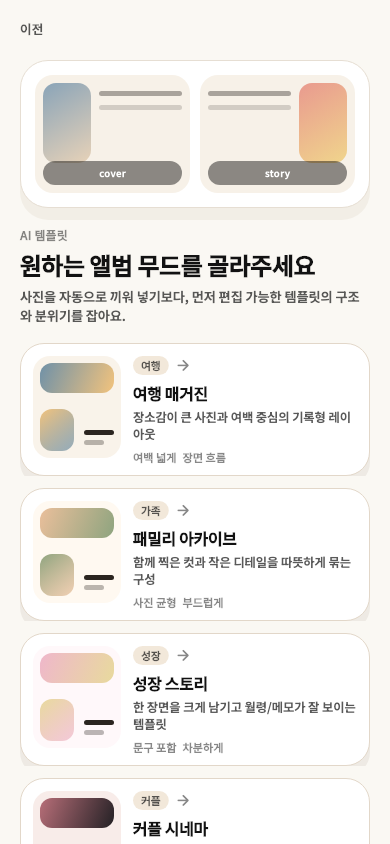 이전
cover
story
AI 템플릿
원하는 앨범 무드를 골라주세요
사진을 자동으로 끼워 넣기보다, 먼저 편집 가능한 템플릿의 구조
와 분위기를 잡아요.
여행
여행 매거진
장소감이 큰 사진과 여백 중심의 기록형 레이
아웃
여백 넓게 장면 흐름
가족
패밀리 아카이브
함께 찍은 컷과 작은 디테일을 따뜻하게 묶는
구성
사진 균형 부드럽게
성장
성장 스토리
한 장면을 크게 남기고 월령/메모가 잘 보이는
템플릿
문구 포함 차분하게
커플
커플 시네마